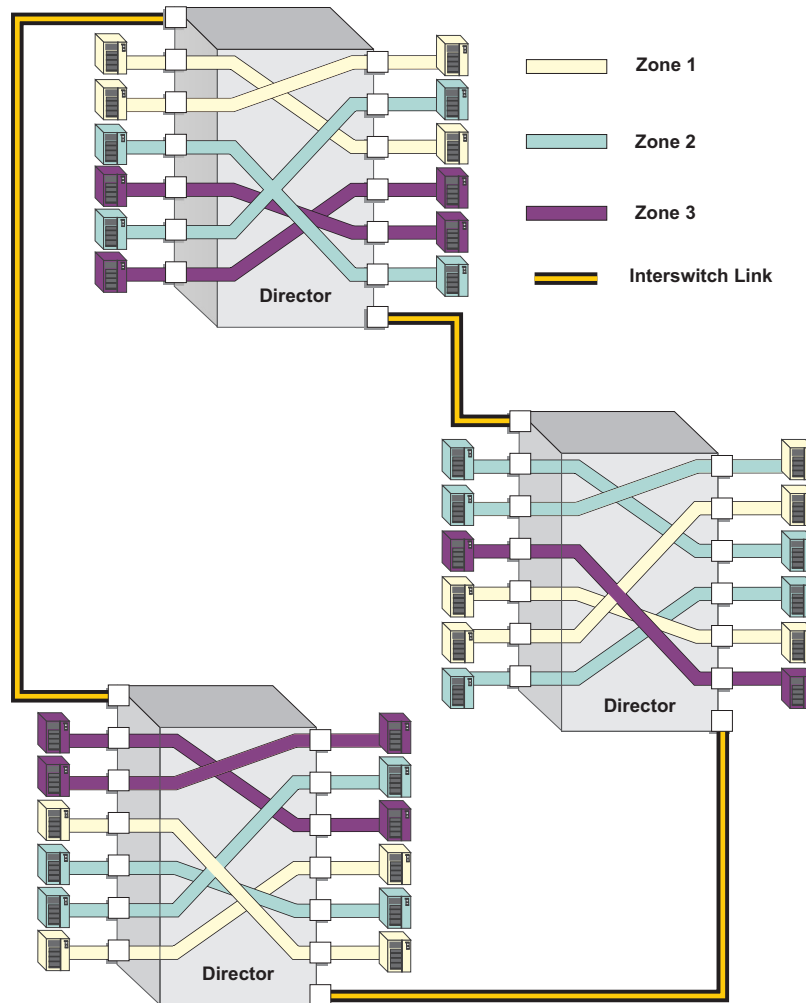 Zone 1
Zone 2
Zone 3
Interswitch Link
Director
Director
Director